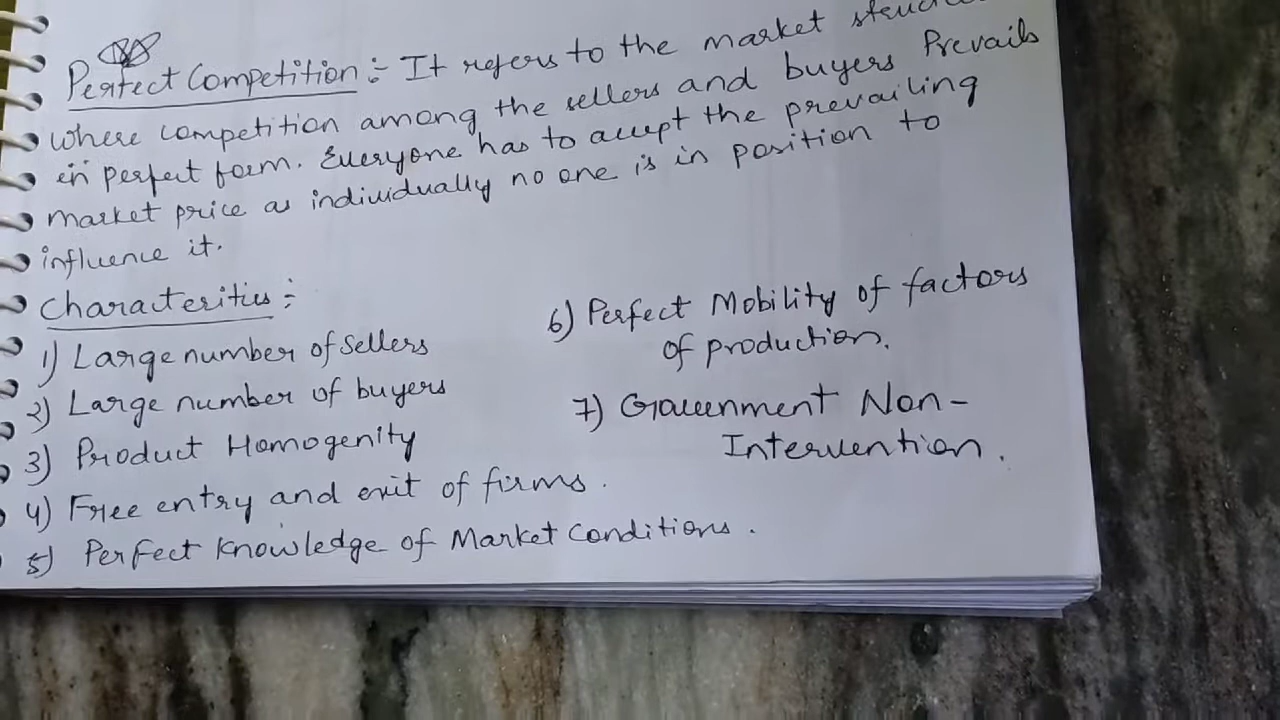 Perfect Competition :- It refers to the market
where competition among the sellers and buyers Prevails
in perfect form. Everyone has to accept the prevailing
market price as individually no one is in position to
influence it.
Characterities :-
1) Large number of Sellers
2) Large number of buyers
3) Product Homogenity
4) Free entry and exit of firms.
5) Perfect Knowledge of Market Conditions.
6) Perfect Mobility of factors
of production.
7) Government Non-
Intervention.